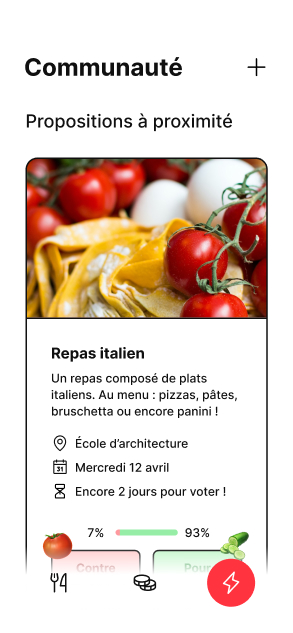 Communauté
Propositions à proximité
Repas italien
Un repas composé de plats
italiens. Au menu : pizzas, pâtes,
bruschetta ou encore panini !
École d’architecture
31 Mercredi 12 avril
Encore 2 jours pour voter !
7% 93%
Contre Pour